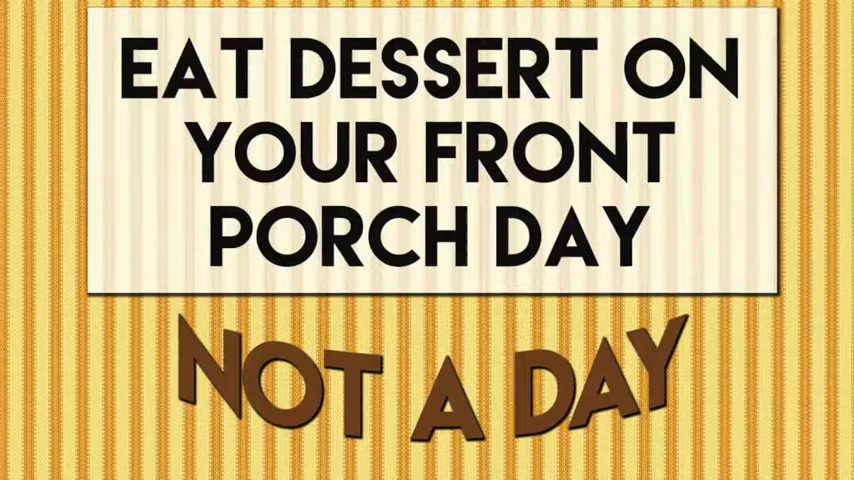 EAT DESSERT ON
YOUR FRONT
PORCH DAY
NOT A DAY